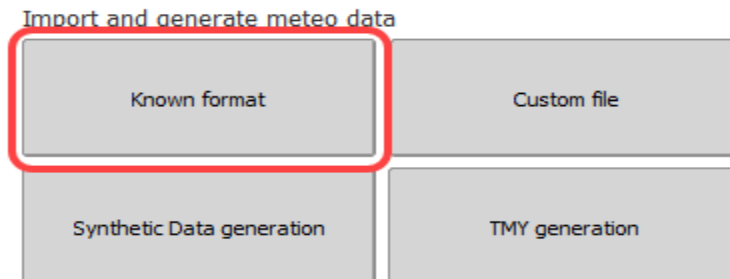 Import and generate meteo data
Known format
Custom file
Synthetic Data generation
TMY generation